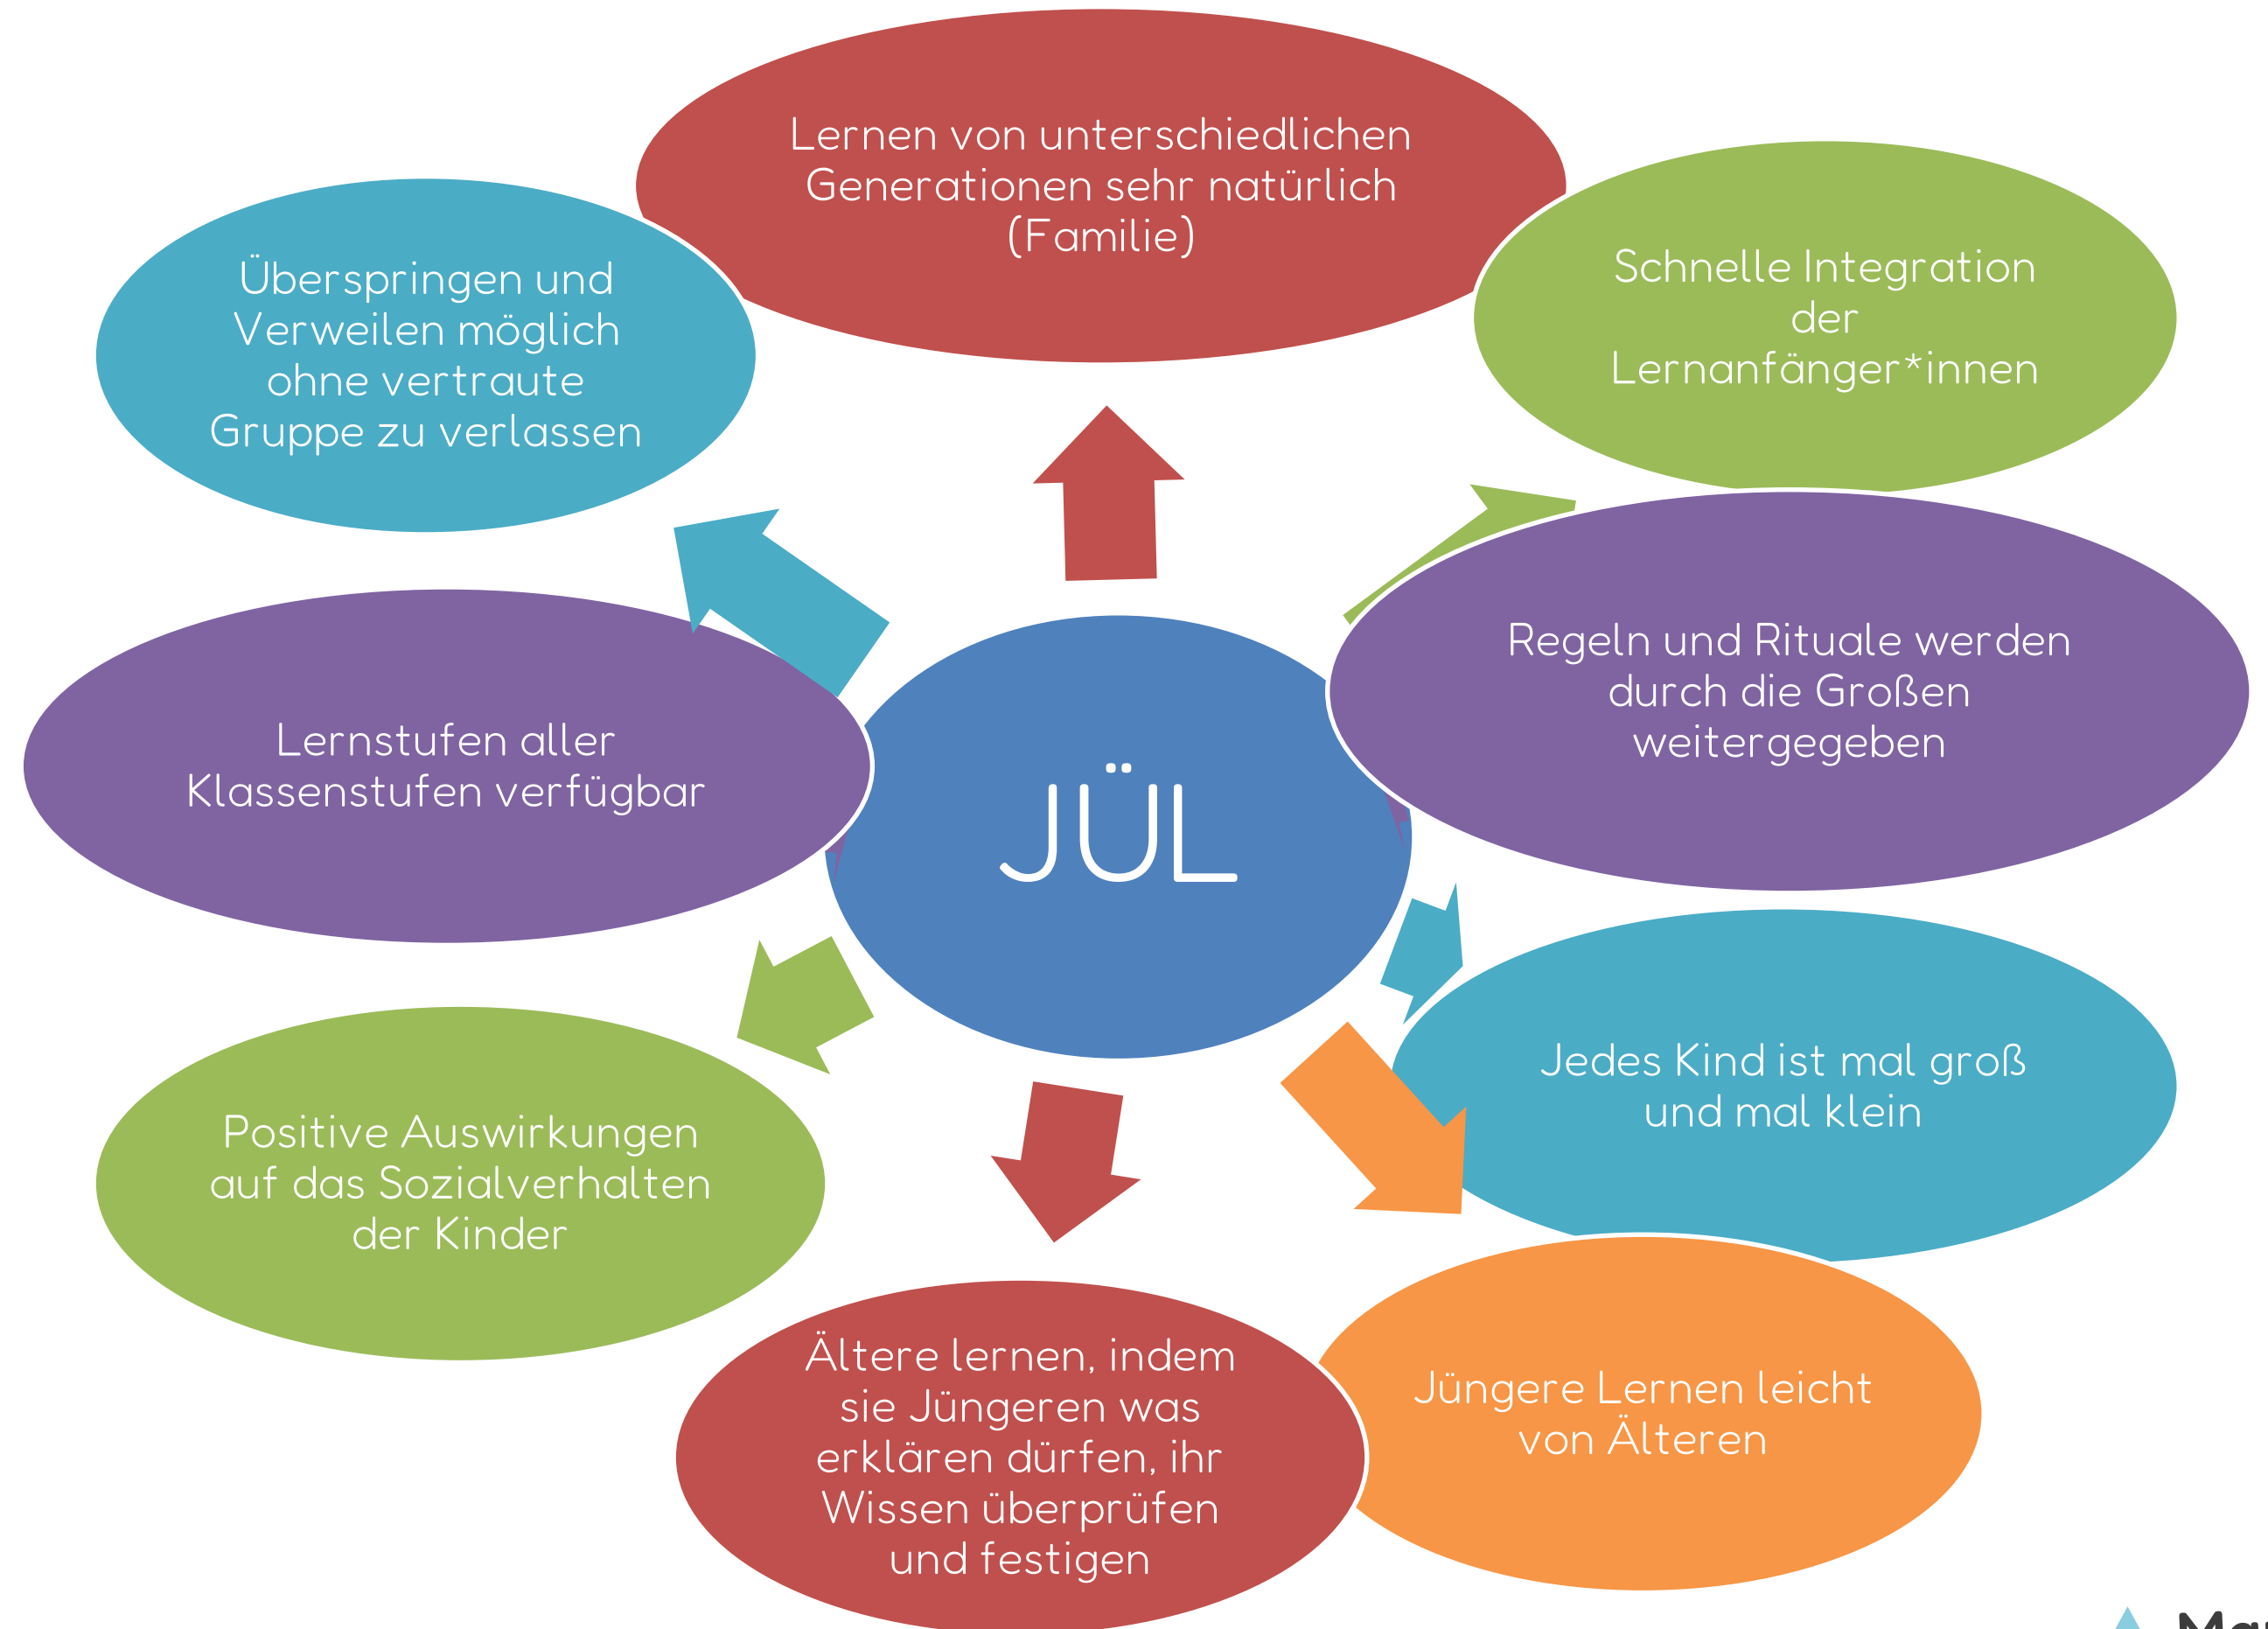 Lernen von unterschiedlichen
Generationen sehr natürlich
(Familie)
Schnelle Integration
der
Lernanfänger*innen
Regeln und Rituale werden
durch die Großen
weitergegeben
Jedes Kind ist mal groß
und mal klein
Jüngere Lernen leicht
von Älteren
Ältere lernen, indem
sie Jüngeren was
erklären dürfen, ihr
Wissen überprüfen
und festigen
Positive Auswirkungen
auf das Sozialverhalten
der Kinder
Lernstufen aller
Klassenstufen verfügbar
Überspringen und
Verweilen möglich
ohne vertraute
Gruppe zu verlassen
JÜL